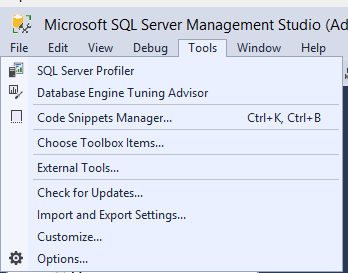 Microsoft SQL Server Management Studio (Ad
File Edit View Debug Tools Window Help
SQL Server Profiler
Database Engine Tuning Advisor
Code Snippets Manager... Ctrl+K, Ctrl+B
Choose Toolbox Items...
External Tools...
Check for Updates...
Import and Export Settings...
Customize...
Options...